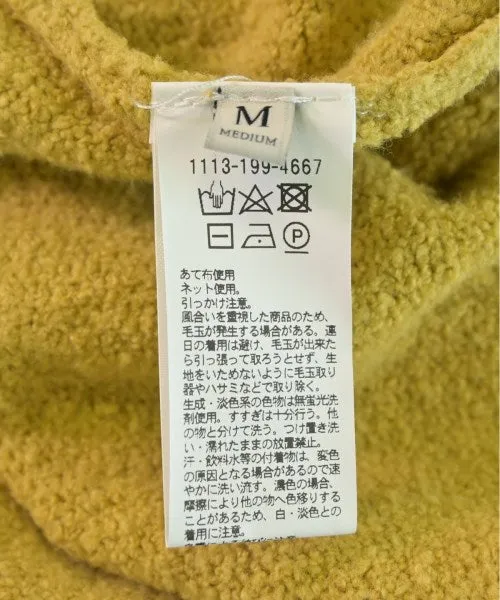 M
MEDIUM
1113-199-4667
あて布使用
ネット使用。
引っかけ注意。
風合いを重視した商品のため、
毛玉が発生する場合がある。連
日の着用は避け、毛玉が出来た
ら引っ張って取ろうとせず、生
地をいためないように毛玉取り
器やハサミなどで取り除く。
生成・淡色系の色物は無蛍光洗
剤使用。すすぎは十分行う。他
の物と分けて洗う。つけ置き洗
い・濡れたままの放置禁止。
汗・飲料水等の付着物は、変色
の原因となる場合があるので速
やかに洗い流す。濃色の場合、
摩擦により他の物へ色移りする
ことがあるため、白・淡色との
着用に注意。